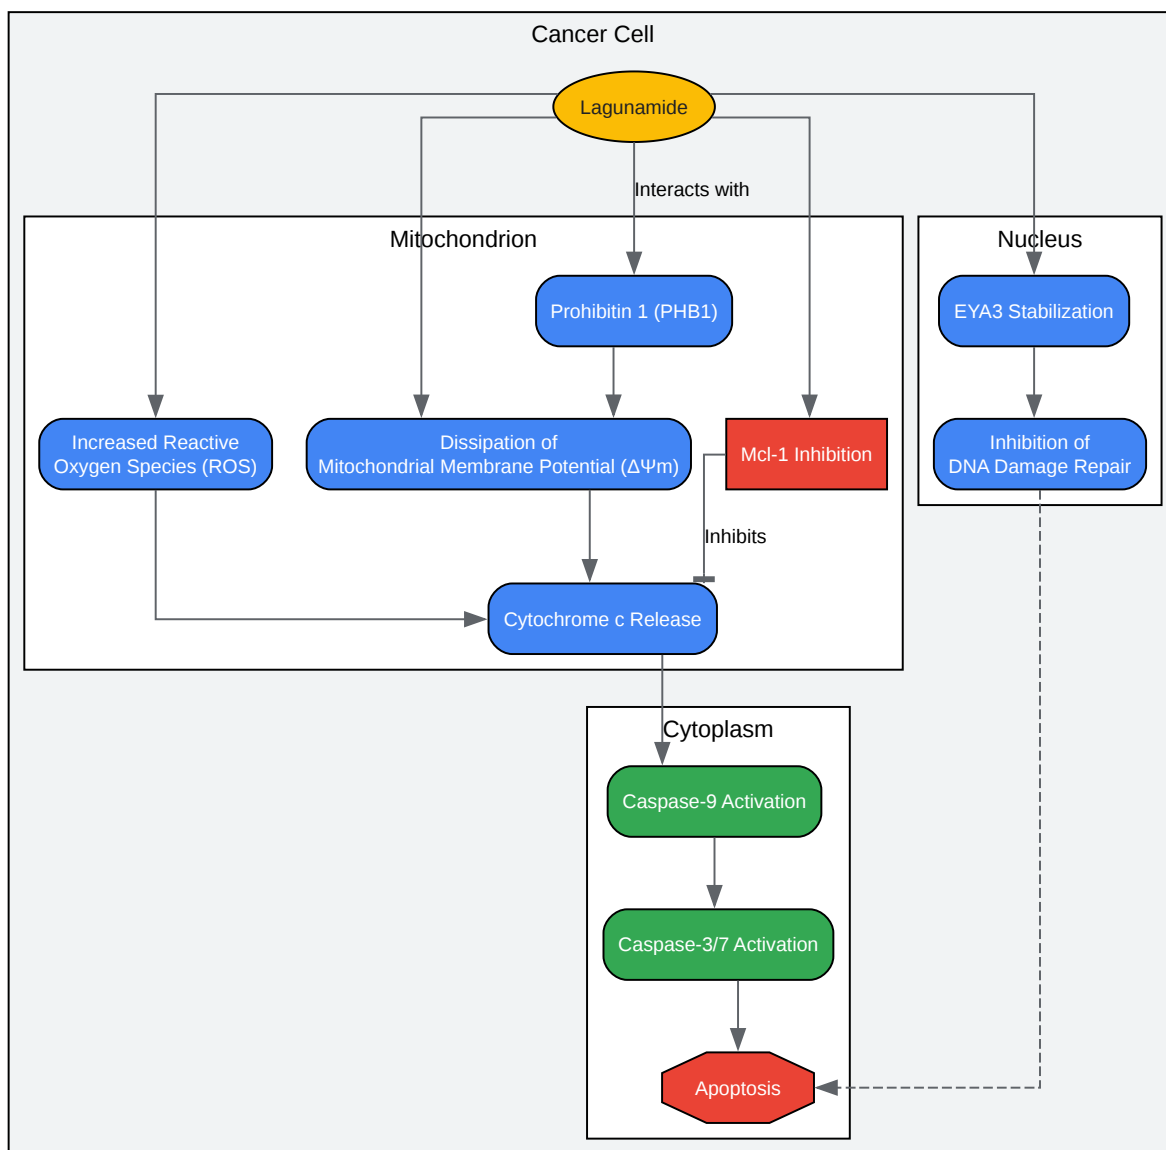 Cancer Cell
Lagunamide
Interacts with
Mitochondrion
Nucleus
Prohibitin 1 (PHB1)
EYA3 Stabilization
Increased Reactive
Oxygen Species (ROS)
Dissipation of
Mitochondrial Membrane Potential (ΔΨm)
Mcl-1 Inhibition
Inhibition of
DNA Damage Repair
Inhibits
Cytochrome c Release
Cytoplasm
Caspase-9 Activation
Caspase-3/7 Activation
Apoptosis